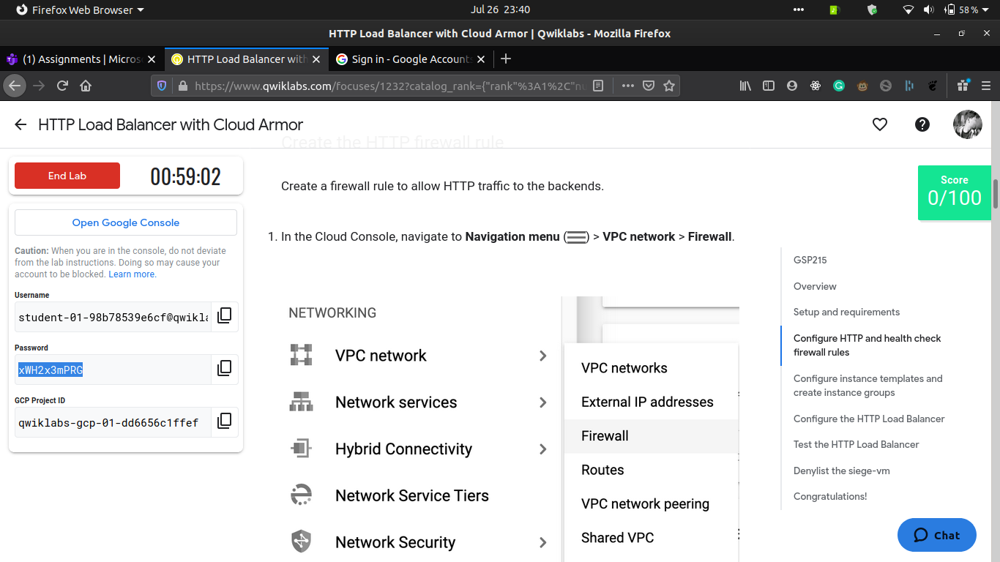 Firefox Web Browser
Jul 26 23:40
58 %
HTTP Load Balancer with Cloud Armor | Qwiklabs - Mozilla Firefox
(1) Assignments | Micros
HTTP Load Balancer with
Sign in - Google Accounts
https://www.qwiklabs.com/focuses/1232?catalog_rank={"rank"%3A1%2C"nu
HTTP Load Balancer with Cloud Armor
Create the HTTP firewall rule
End Lab
00:59:02
Open Google Console
Caution: When you are in the console, do not deviate
from the lab instructions. Doing so may cause your
account to be blocked. Learn more.
Username
student-01-98b78539e6cf@qwikla
Password
xWH2x3mPRG
GCP Project ID
qwiklabs-gcp-01-dd6656c1ffef
Create a firewall rule to allow HTTP traffic to the backends.
1. In the Cloud Console, navigate to Navigation menu ( ) > VPC network > Firewall.
NETWORKING
VPC network
Network services
Hybrid Connectivity
Network Service Tiers
Network Security
VPC networks
External IP addresses
Firewall
Routes
VPC network peering
Shared VPC
Score
0/100
GSP215
Overview
Setup and requirements
Configure HTTP and health check
firewall rules
Configure instance templates and
create instance groups
Configure the HTTP Load Balancer
Test the HTTP Load Balancer
Denylist the siege-vm
Congratulations!
Chat